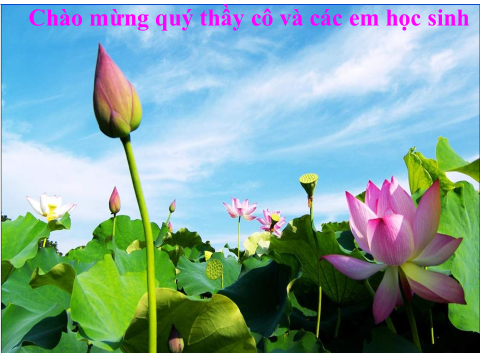 Chào mừng quý thầy cô và các em học sinh